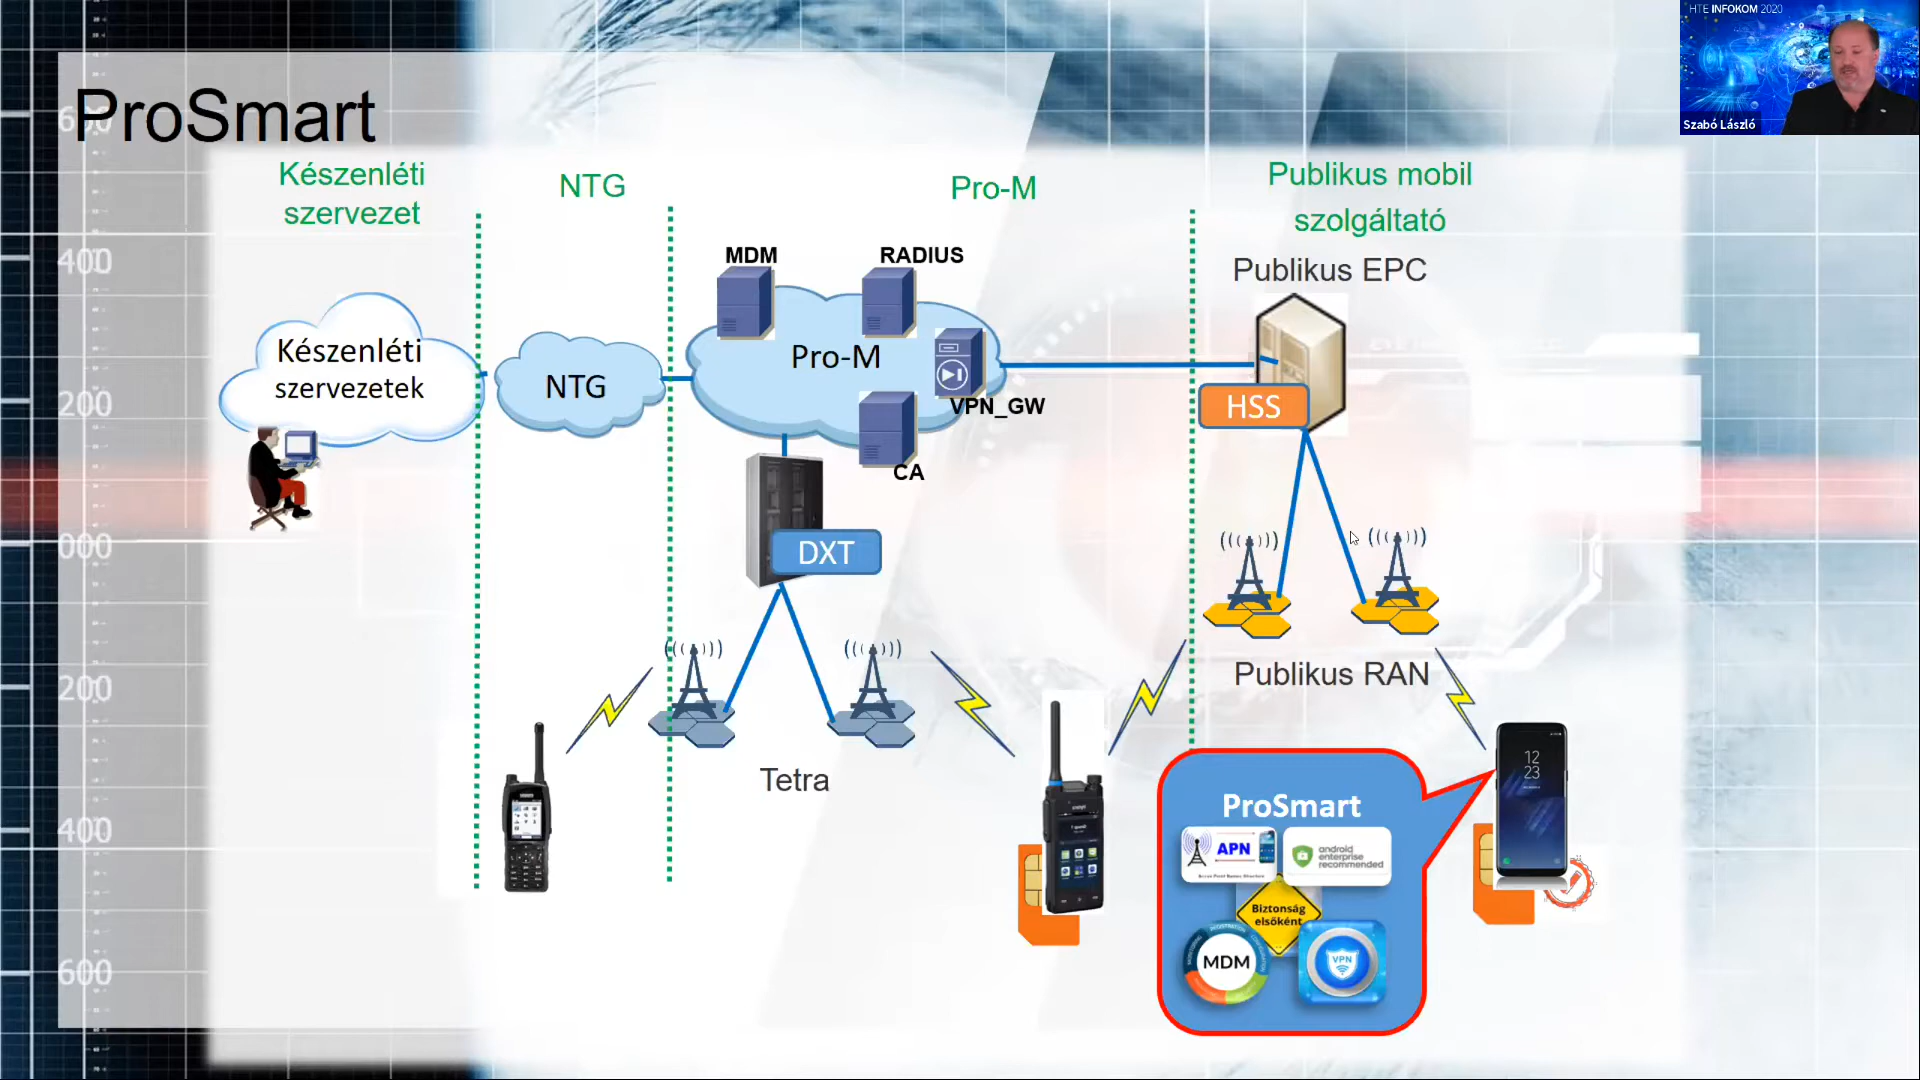 HTE INFOKOM 2020
Szabó László
ProSmart
Készenléti
szervezet
NTG
Pro-M
Publikus mobil
szolgáltató
Publikus EPC
MDM
RADIUS
Készenléti
szervezetek
NTG
Pro-M
VPN_GW
HSS
CA
DXT
Publikus RAN
Tetra
12
23
ProSmart
APN
android
enterprise
recommended
Biztonság
elsőként
MDM
VPN
600
400
200
000
200
400
600